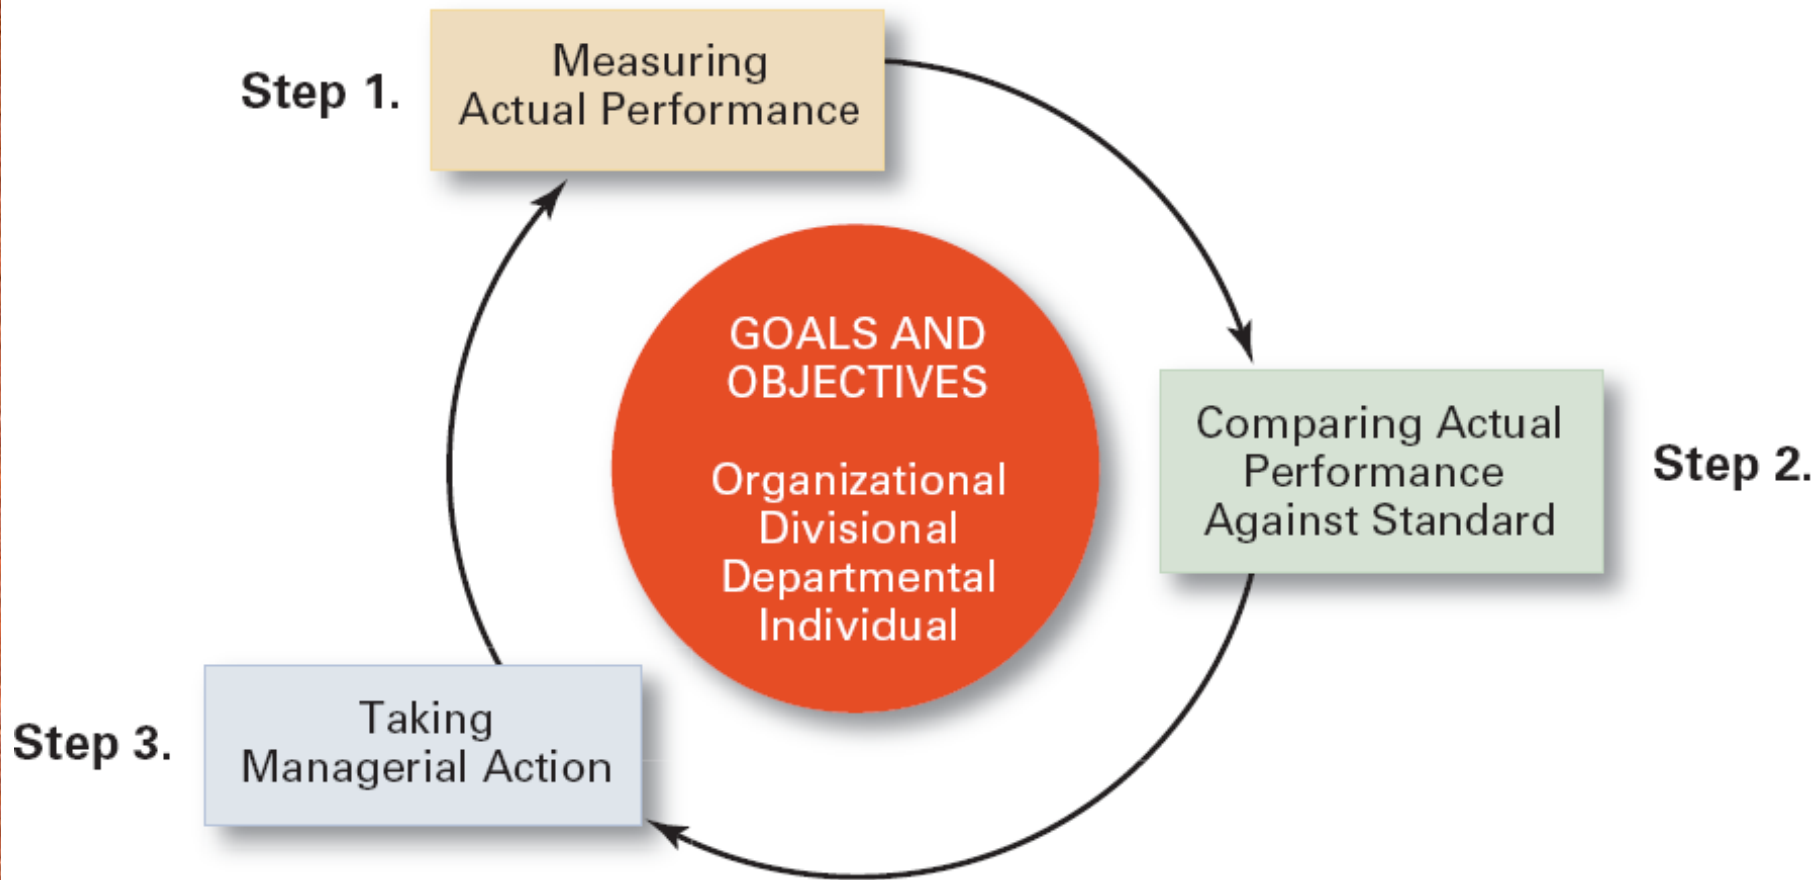 Step 1.
Measuring
Actual Performance
GOALS AND
OBJECTIVES
Organizational
Divisional
Departmental
Individual
Comparing Actual
Performance
Against Standard
Step 2.
Step 3.
Taking
Managerial Action